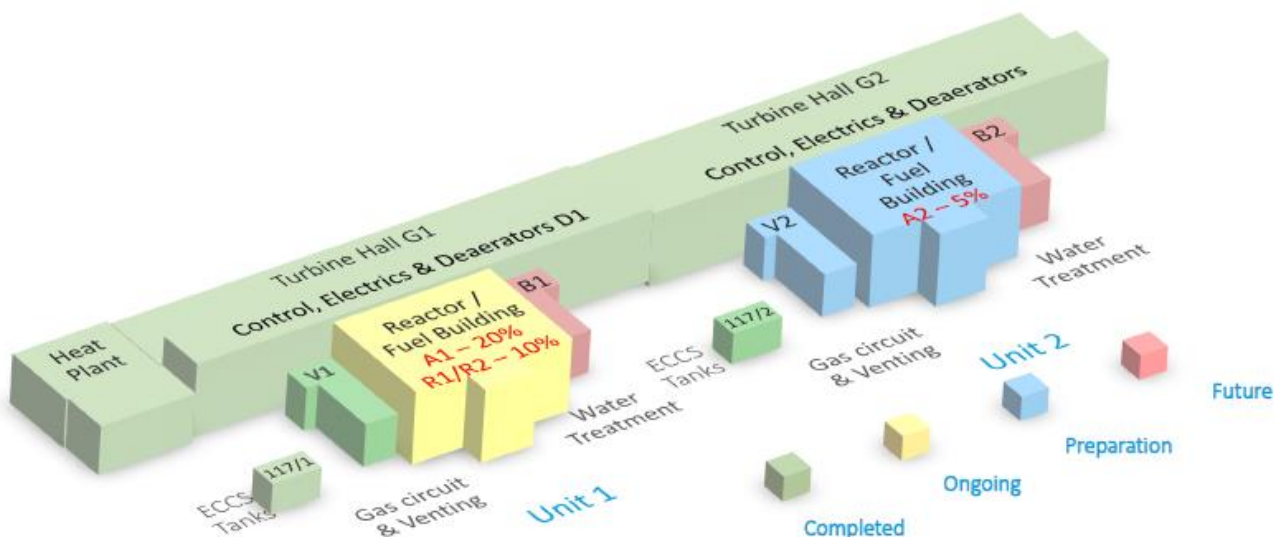 Turbine Hall G2
Control, Electrics & Deaerators
B2
Reactor /
Fuel
Building
A2 – 5%
V2
Water
Treatment
Turbine Hall G1
Control, Electrics & Deaerators D1
B1
Reactor /
Fuel Building
A1 – 20%
R1/R2 – 10%
V1
Heat
Plant
117/2
ECCS
Tanks
Gas circuit
& Venting
Unit 2
Water
Treatment
117/1
ECCS
Tanks
Gas circuit
& Venting
Unit 1
Future
Preparation
Ongoing
Completed